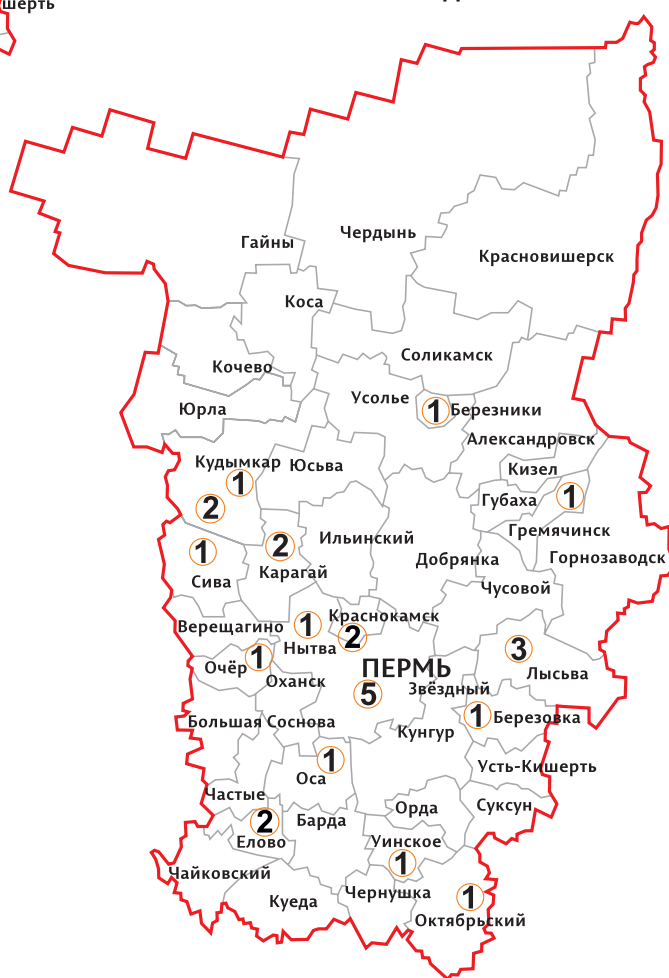 шерть
Гайны
Чердынь
Красновишерск
Коса
Соликамск
Кочево
Усолье
1
Березники
Юрла
Александровск
Кудымкар
Юсьва
Кизел
1
2
Губаха
1
Гремячинск
Ильинский
1
2
Добрянка
Горнозаводск
Карагай
Сива
Чусовой
Верещагино
1
Краснокамск
2
Нытва
3
Очёр
1
ПЕРМЬ
Лысьва
Оханск
5
Звёздный
1
Березовка
Большая Соснова
Кунгур
1
Оса
Усть-Кишерть
Частые
Орда
Суксун
2
Барда
Елово
Уинское
1
Чайковский
Чернушка
1
Куеда
Октябрьский